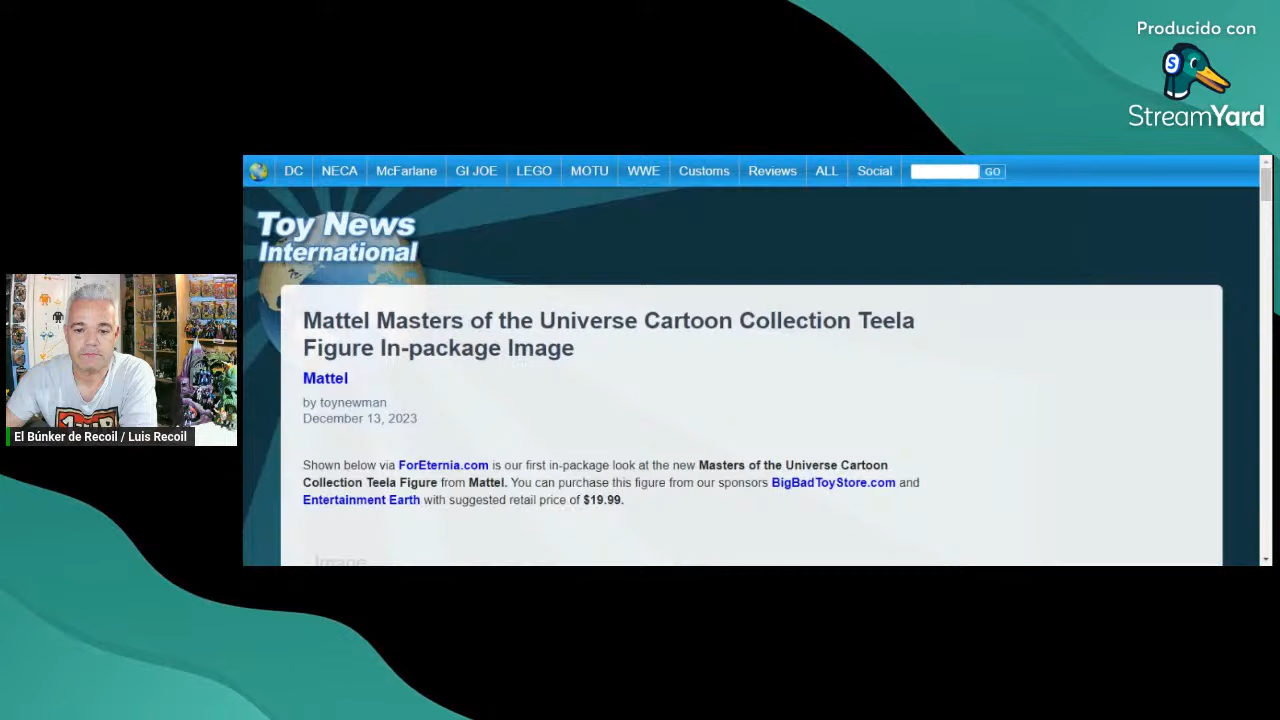 Producido con
StreamYard
DC NECA McFarlane GI JOE LEGO MOTU WWE Customs Reviews ALL Social GO
Toy News
International
Mattel Masters of the Universe Cartoon Collection Teela
Figure In-package Image
Mattel
by toynewman
December 13, 2023
Shown below via ForEternia.com is our first in-package look at the new Masters of the Universe Cartoon
Collection Teela Figure from Mattel. You can purchase this figure from our sponsors BigBadToyStore.com and
Entertainment Earth with suggested retail price of $19.99.
Image
El Búnker de Recoil / Luis Recoil